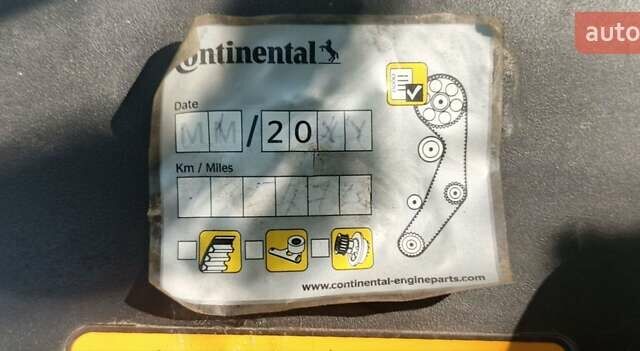 auto
Continental
Date
MM/20XY
Km / Miles
www.continental-engineparts.com